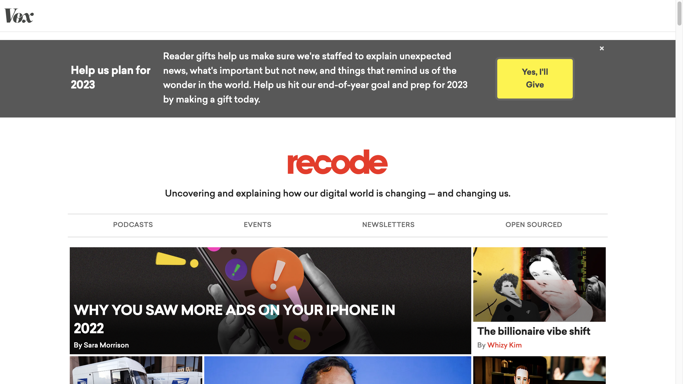 Vox
Help us plan for
2023
Reader gifts help us make sure we're staffed to explain unexpected
news, what's important but not new, and things that remind us of the
wonder in the world. Help us hit our end-of-year goal and prep for 2023
by making a gift today.
Yes, I'll
Give
×
recode
Uncovering and explaining how our digital world is changing — and changing us.
PODCASTS
EVENTS
NEWSLETTERS
OPEN SOURCED
WHY YOU SAW MORE ADS ON YOUR IPHONE IN
2022
By Sara Morrison
The billionaire vibe shift
By Whizy Kim